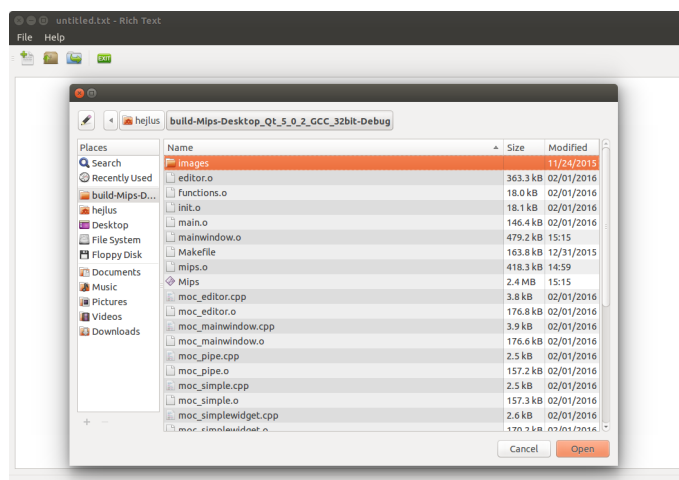 untitled.txt - Rich Text
File Help
EXIT
hejlus build-Mips-Desktop_Qt_5_0_2_GCC_32bit-Debug
Places
Search
Recently Used
build-Mips-D...
hejlus
Desktop
File System
Floppy Disk
Documents
Music
Pictures
Videos
Downloads
Name Size Modified
images 11/24/2015
editor.o 363.3 kB 02/01/2016
functions.o 18.0 kB 02/01/2016
init.o 18.1 kB 02/01/2016
main.o 146.4 kB 02/01/2016
mainwindow.o 479.2 kB 15:15
Makefile 163.8 kB 12/31/2015
mips.o 418.3 kB 14:59
Mips 2.4 MB 15:15
moc_editor.cpp 3.8 kB 02/01/2016
moc_editor.o 176.8 kB 02/01/2016
moc_mainwindow.cpp 3.9 kB 02/01/2016
moc_mainwindow.o 176.6 kB 02/01/2016
moc_pipe.cpp 2.5 kB 02/01/2016
moc_pipe.o 157.2 kB 02/01/2016
moc_simple.cpp 2.5 kB 02/01/2016
moc_simple.o 157.3 kB 02/01/2016
moc_simplewidget.cpp 2.6 kB 02/01/2016
moc_simplewidget.o 170.2 kB 02/01/2016
Cancel Open